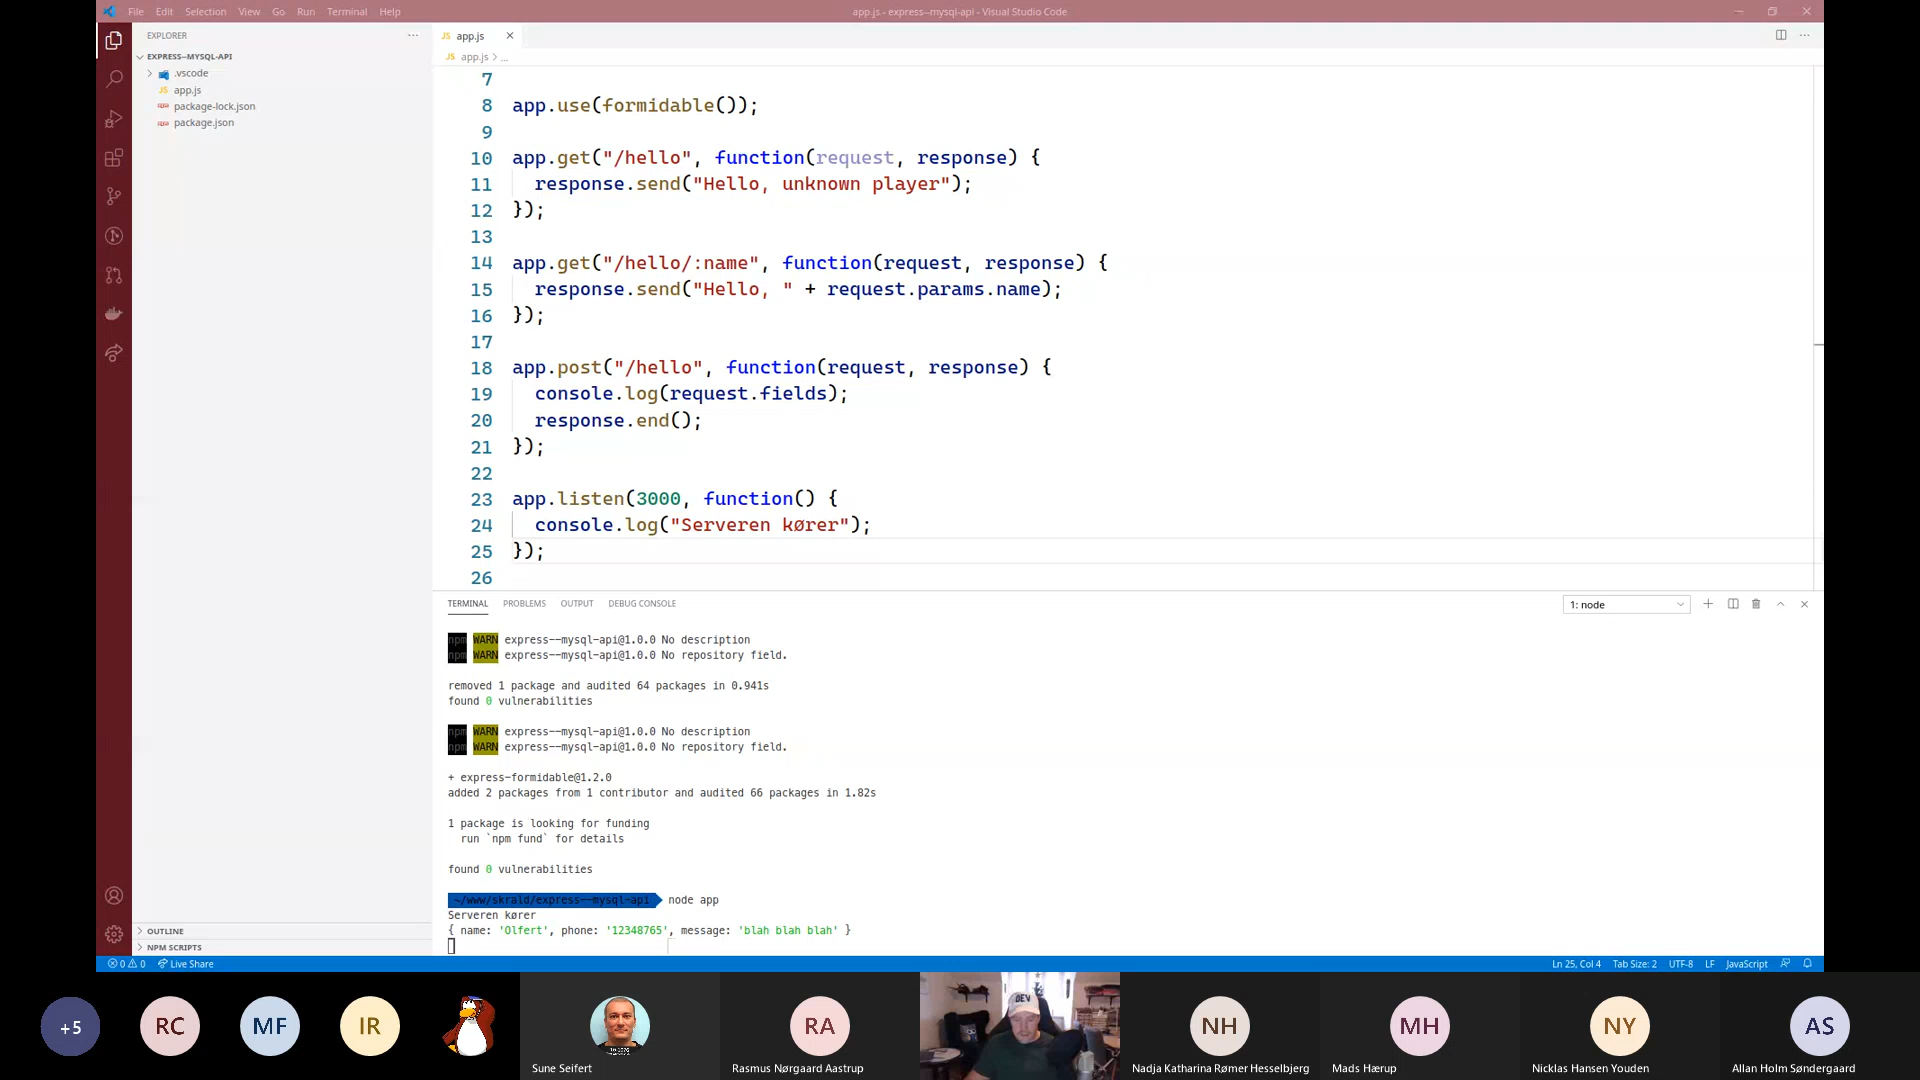 File Edit Selection View Go Run Terminal Help
app.js - express--mysql-api - Visual Studio Code
EXPLORER
EXPRESS--MYSQL-API
.vscode
JS app.js
package-lock.json
package.json
OUTLINE
NPM SCRIPTS
JS app.js
JS app.js > ...
7
8 app.use(formidable());
9
10 app.get("/hello", function(request, response) {
11 response.send("Hello, unknown player");
12 });
13
14 app.get("/hello/:name", function(request, response) {
15 response.send("Hello, " + request.params.name);
16 });
17
18 app.post("/hello", function(request, response) {
19 console.log(request.fields);
20 response.end();
21 });
22
23 app.listen(3000, function() {
24 console.log("Serveren kører");
25 });
26
TERMINAL PROBLEMS OUTPUT DEBUG CONSOLE
1: node
npm WARN express--mysql-api@1.0.0 No description
npm WARN express--mysql-api@1.0.0 No repository field.
removed 1 package and audited 64 packages in 0.941s
found 0 vulnerabilities
npm WARN express--mysql-api@1.0.0 No description
npm WARN express--mysql-api@1.0.0 No repository field.
+ express-formidable@1.2.0
added 2 packages from 1 contributor and audited 66 packages in 1.82s
1 package is looking for funding
run `npm fund` for details
found 0 vulnerabilities
~/www/skrald/express--mysql-api node app
Serveren kører
{ name: 'Olfert', phone: '12348765', message: 'blah blah blah' }
0 0 Live Share
Ln 25, Col 4 Tab Size: 2 UTF-8 LF JavaScript
+5
RC
MF
IR
Sune Seifert
RA
Rasmus Nørgaard Aastrup
DEV
NH
Nadja Katharina Rømer Hesselbjerg
MH
Mads Hærup
NY
Nicklas Hansen Youden
AS
Allan Holm Søndergaard